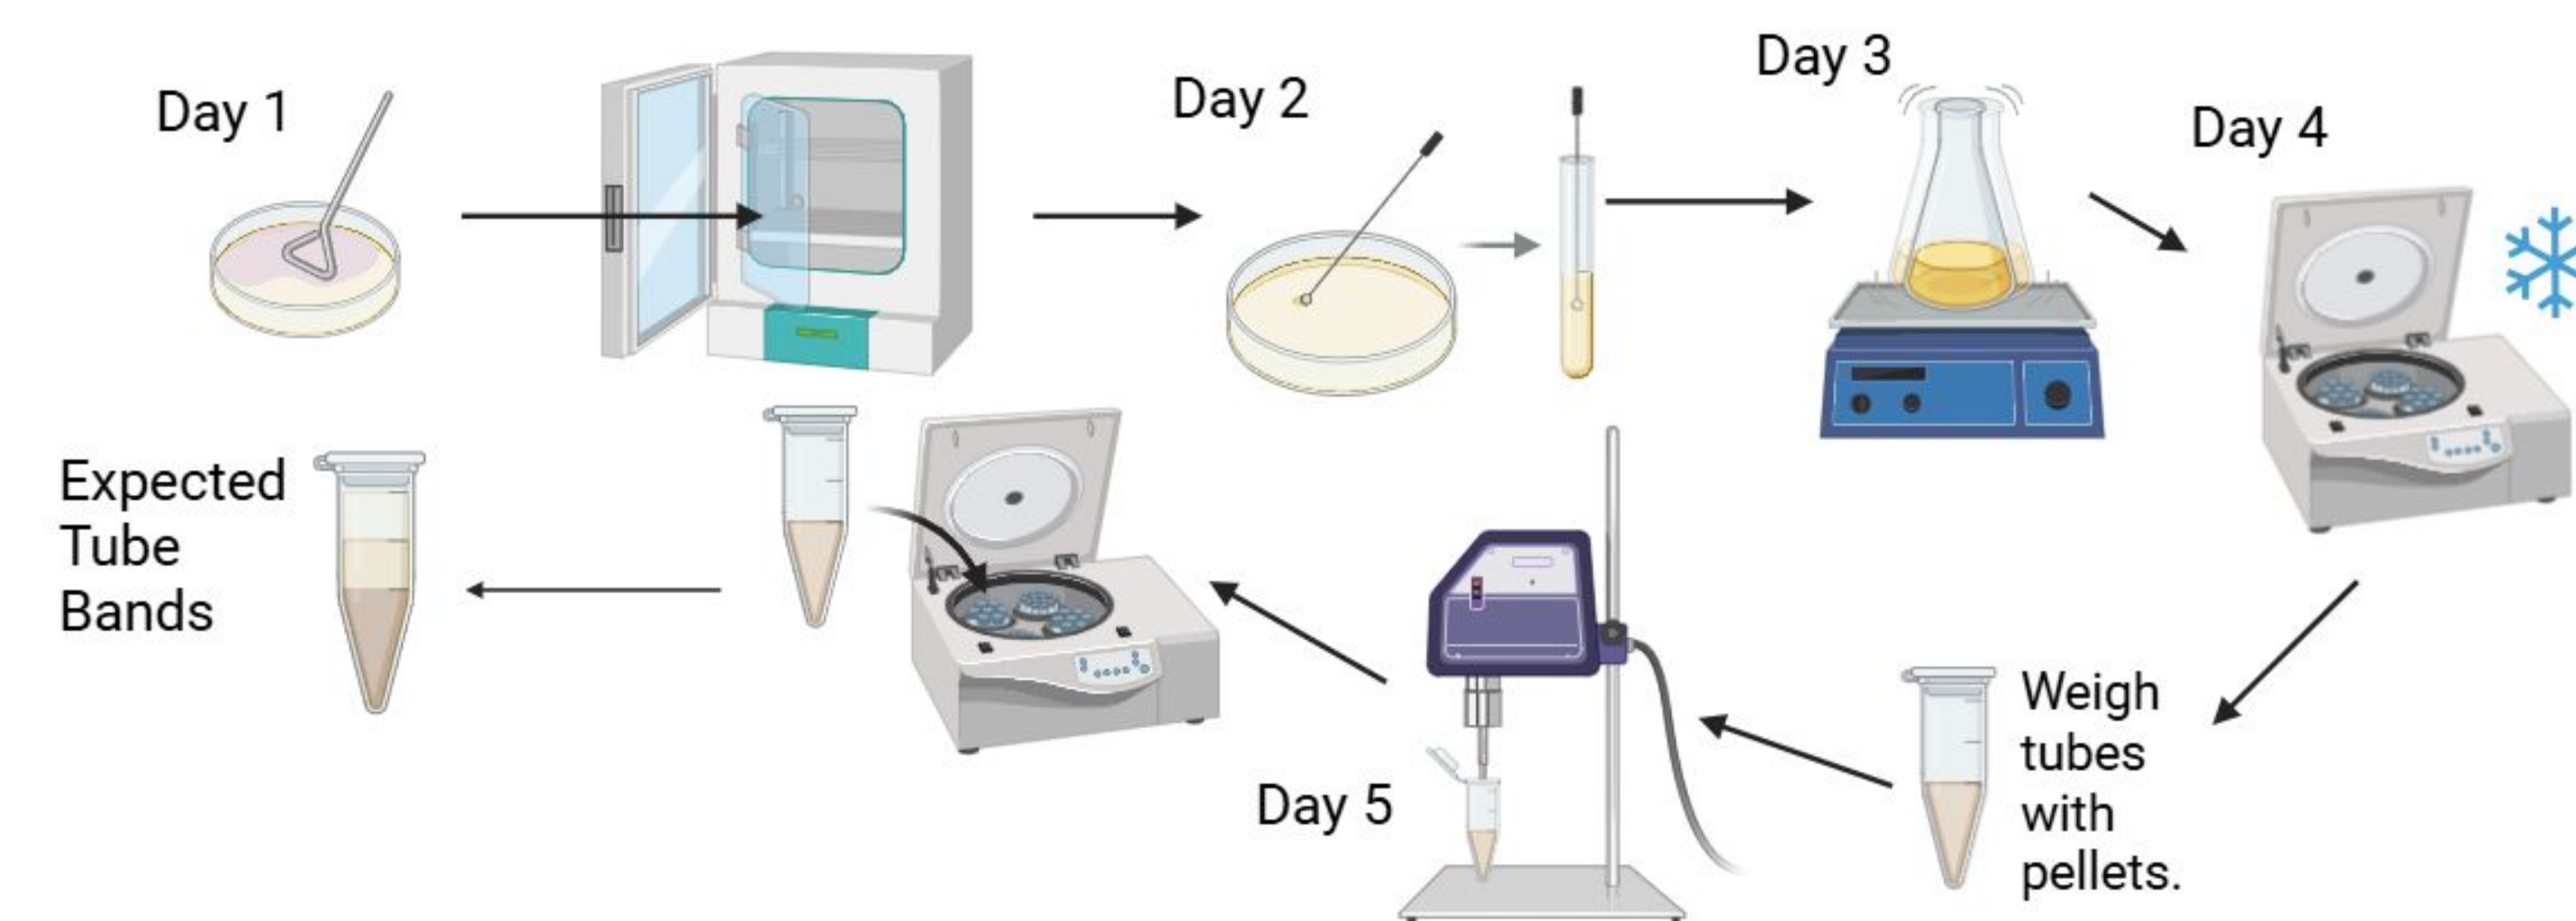 Day 1
Day 2
Day 3
Day 4
Weigh
tubes
with
pellets.
Day 5
Expected
Tube
Bands